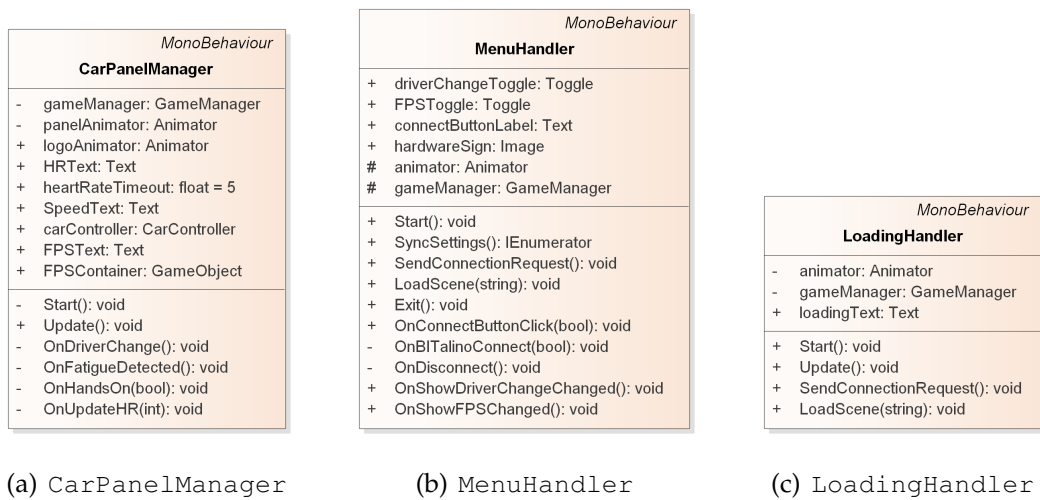 MonoBehaviour
CarPanelManager
- gameManager: GameManager
- panelAnimator: Animator
+ logoAnimator: Animator
+ HRText: Text
+ heartRateTimeout: float = 5
+ SpeedText: Text
+ carController: CarController
+ FPSText: Text
+ FPSContainer: GameObject
- Start(): void
+ Update(): void
- OnDriverChange(): void
- OnFatigueDetected(): void
- OnHandsOn(bool): void
- OnUpdateHR(int): void
(a) CarPanelManager
MonoBehaviour
MenuHandler
+ driverChangeToggle: Toggle
+ FPSToggle: Toggle
+ connectButtonLabel: Text
+ hardwareSign: Image
# animator: Animator
# gameManager: GameManager
+ Start(): void
+ SyncSettings(): IEnumerator
+ SendConnectionRequest(): void
+ LoadScene(string): void
+ Exit(): void
+ OnConnectButtonClick(bool): void
- OnBITalinoConnect(bool): void
- OnDisconnect(): void
+ OnShowDriverChangeChanged(): void
+ OnShowFPSChanged(): void
(b) MenuHandler
MonoBehaviour
LoadingHandler
- animator: Animator
- gameManager: GameManager
+ loadingText: Text
+ Start(): void
+ Update(): void
+ SendConnectionRequest(): void
+ LoadScene(string): void
(c) LoadingHandler